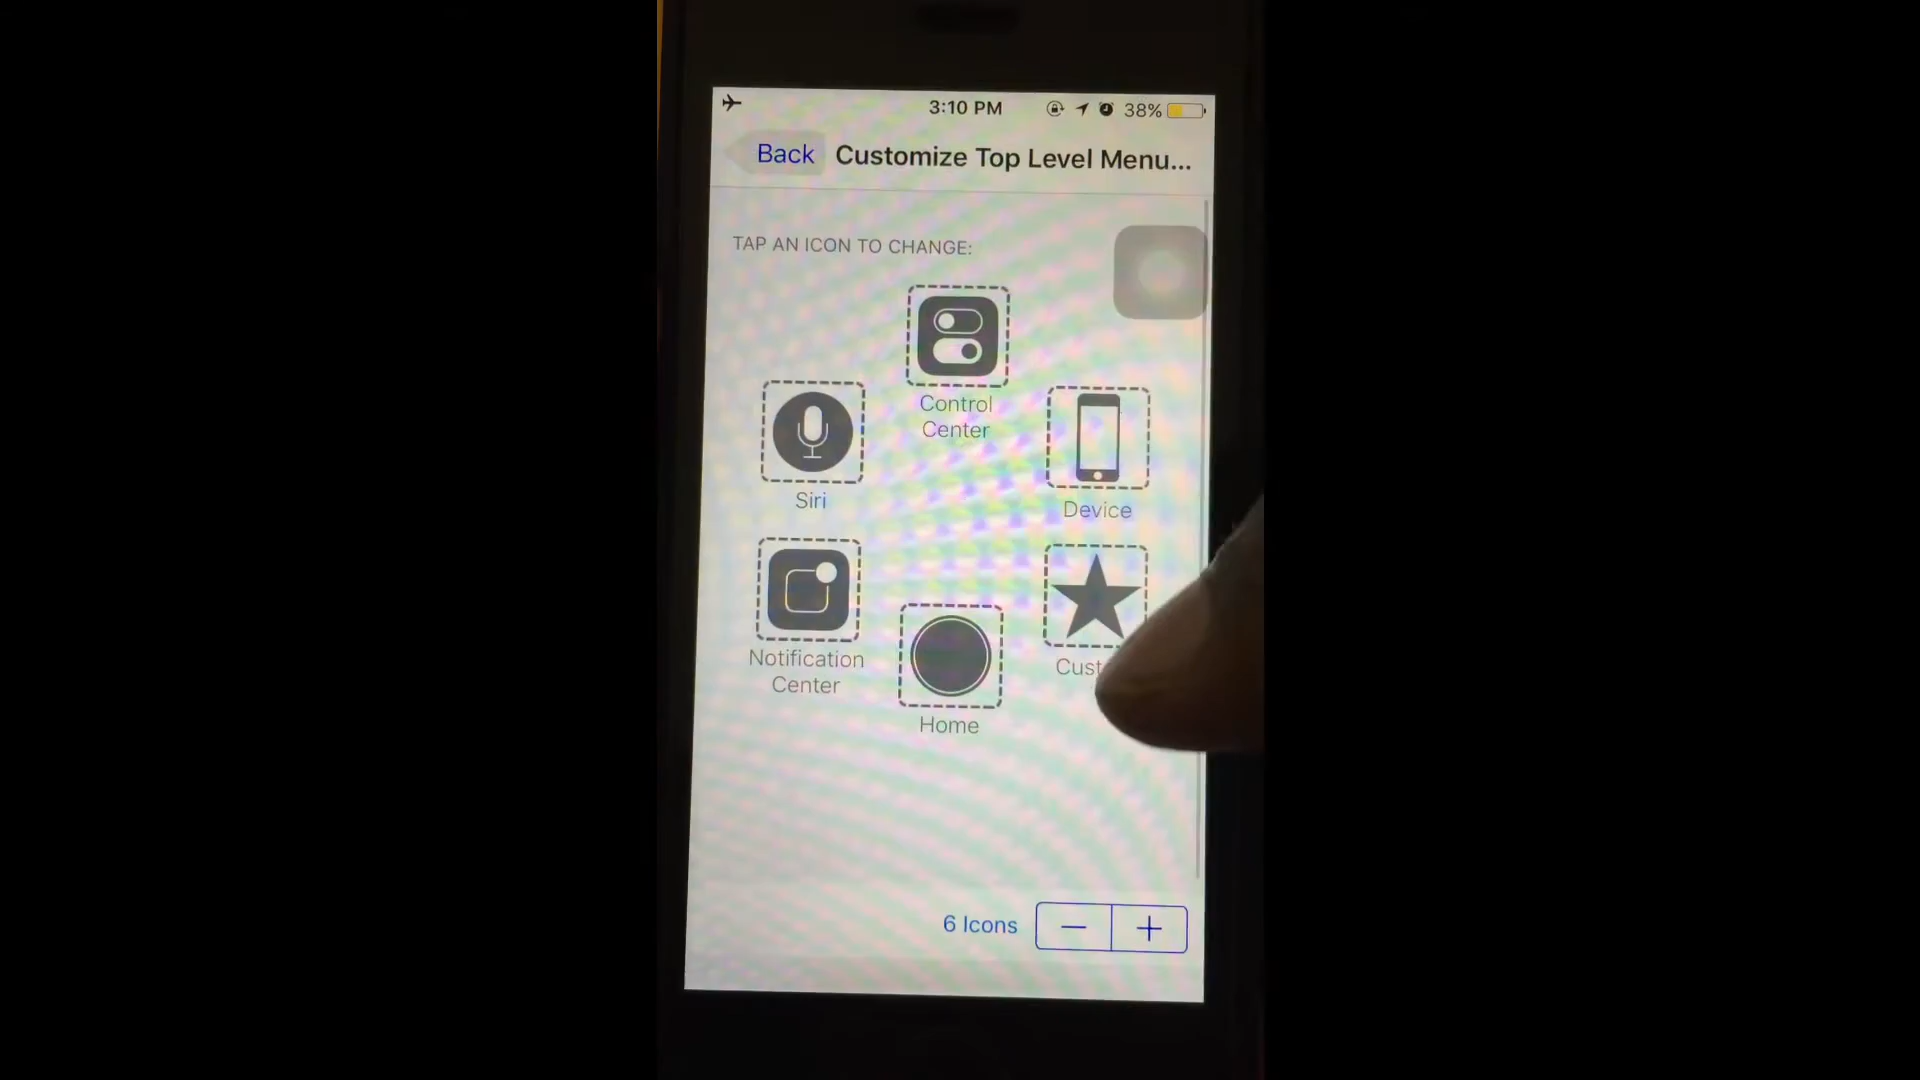 3:10 PM
38%
Back
Customize Top Level Menu...
TAP AN ICON TO CHANGE:
Control
Center
Siri
Device
Notification
Center
Home
6 Icons